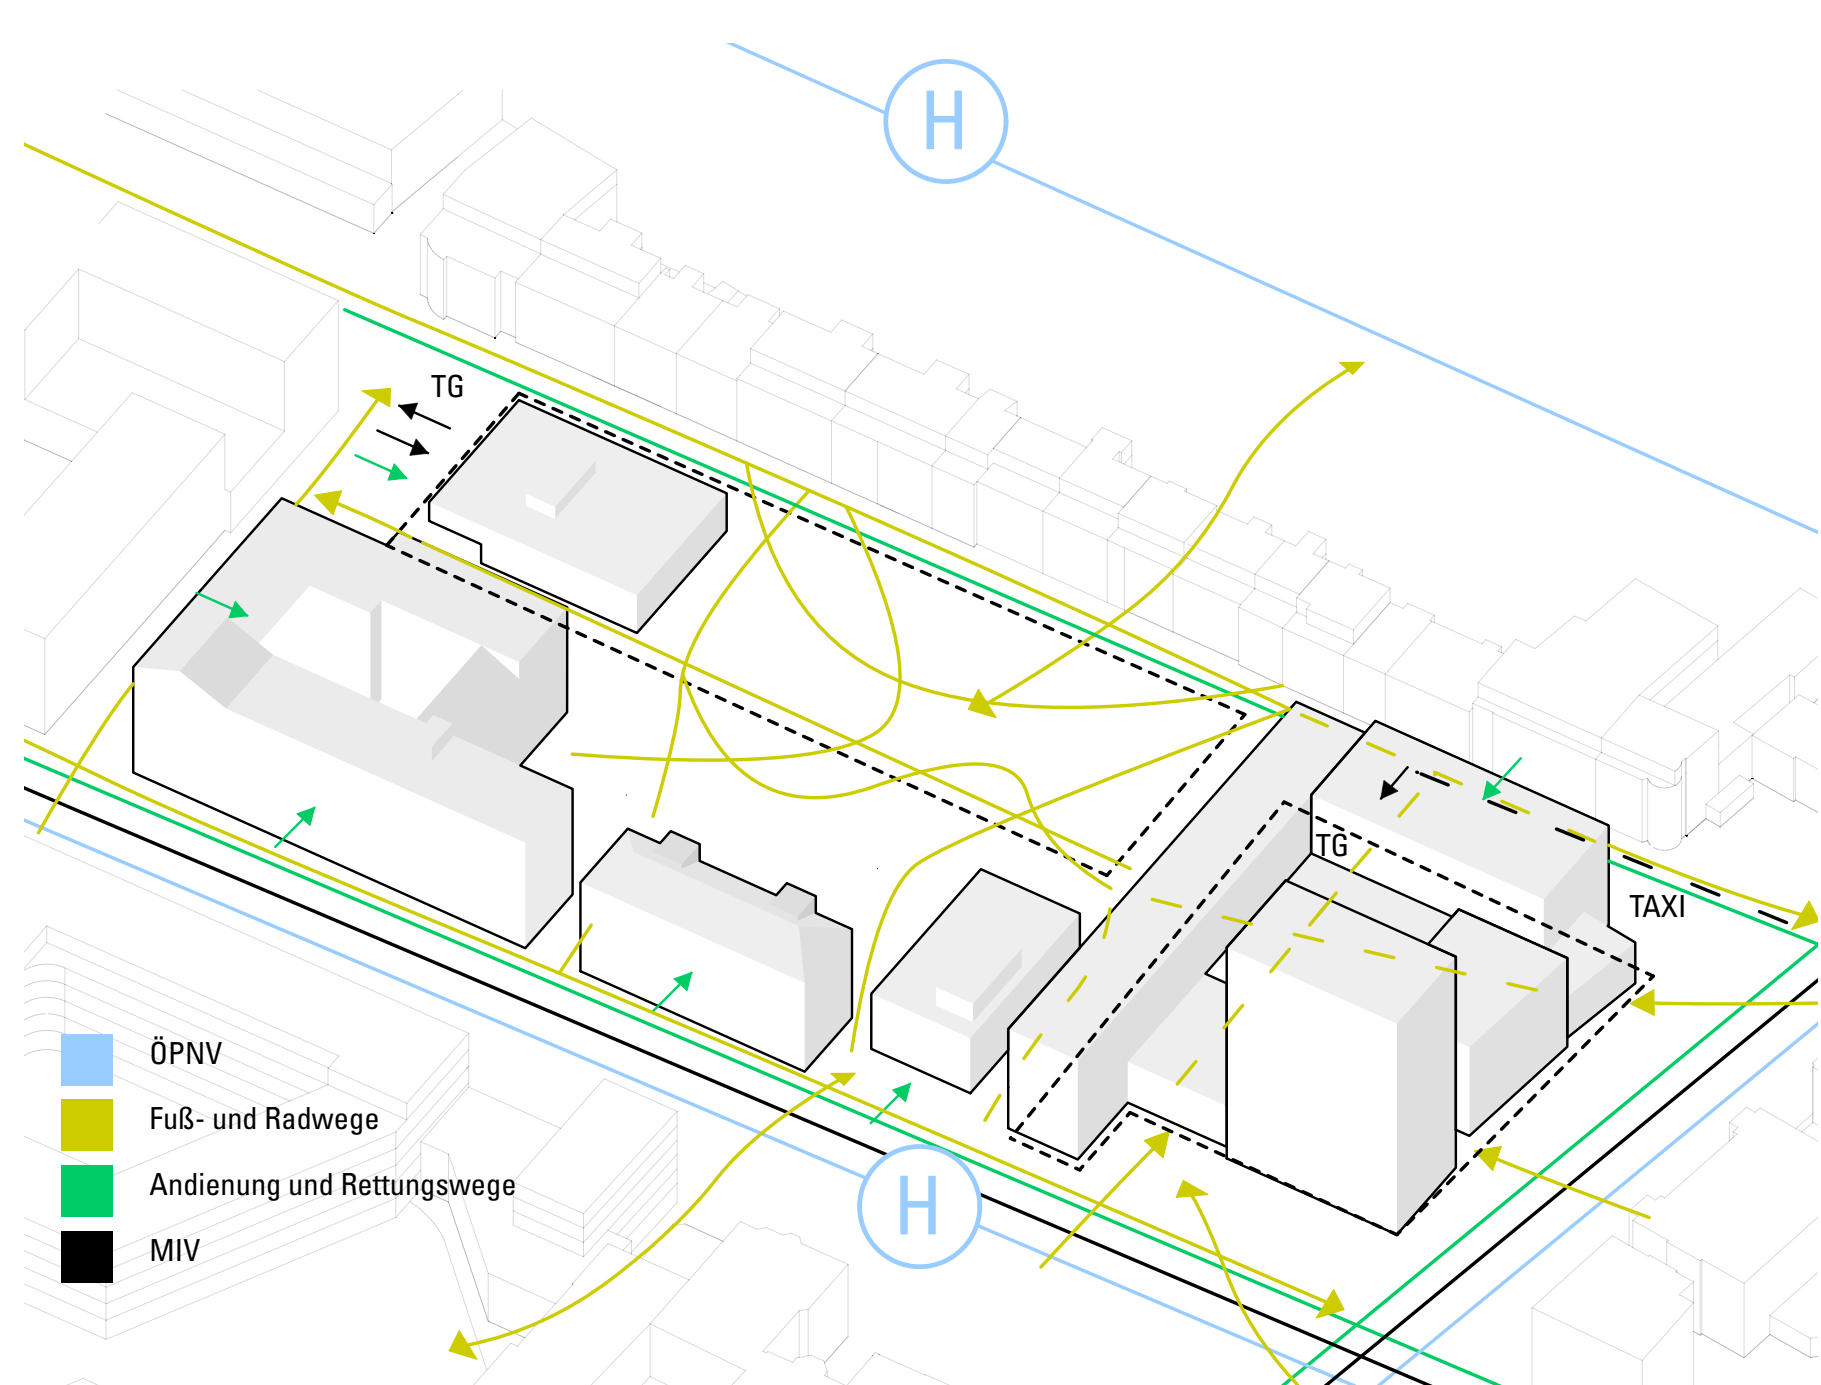 H
TG
TG
TAXI
H
ÖPNV
Fuß- und Radwege
Andienung und Rettungswege
MIV